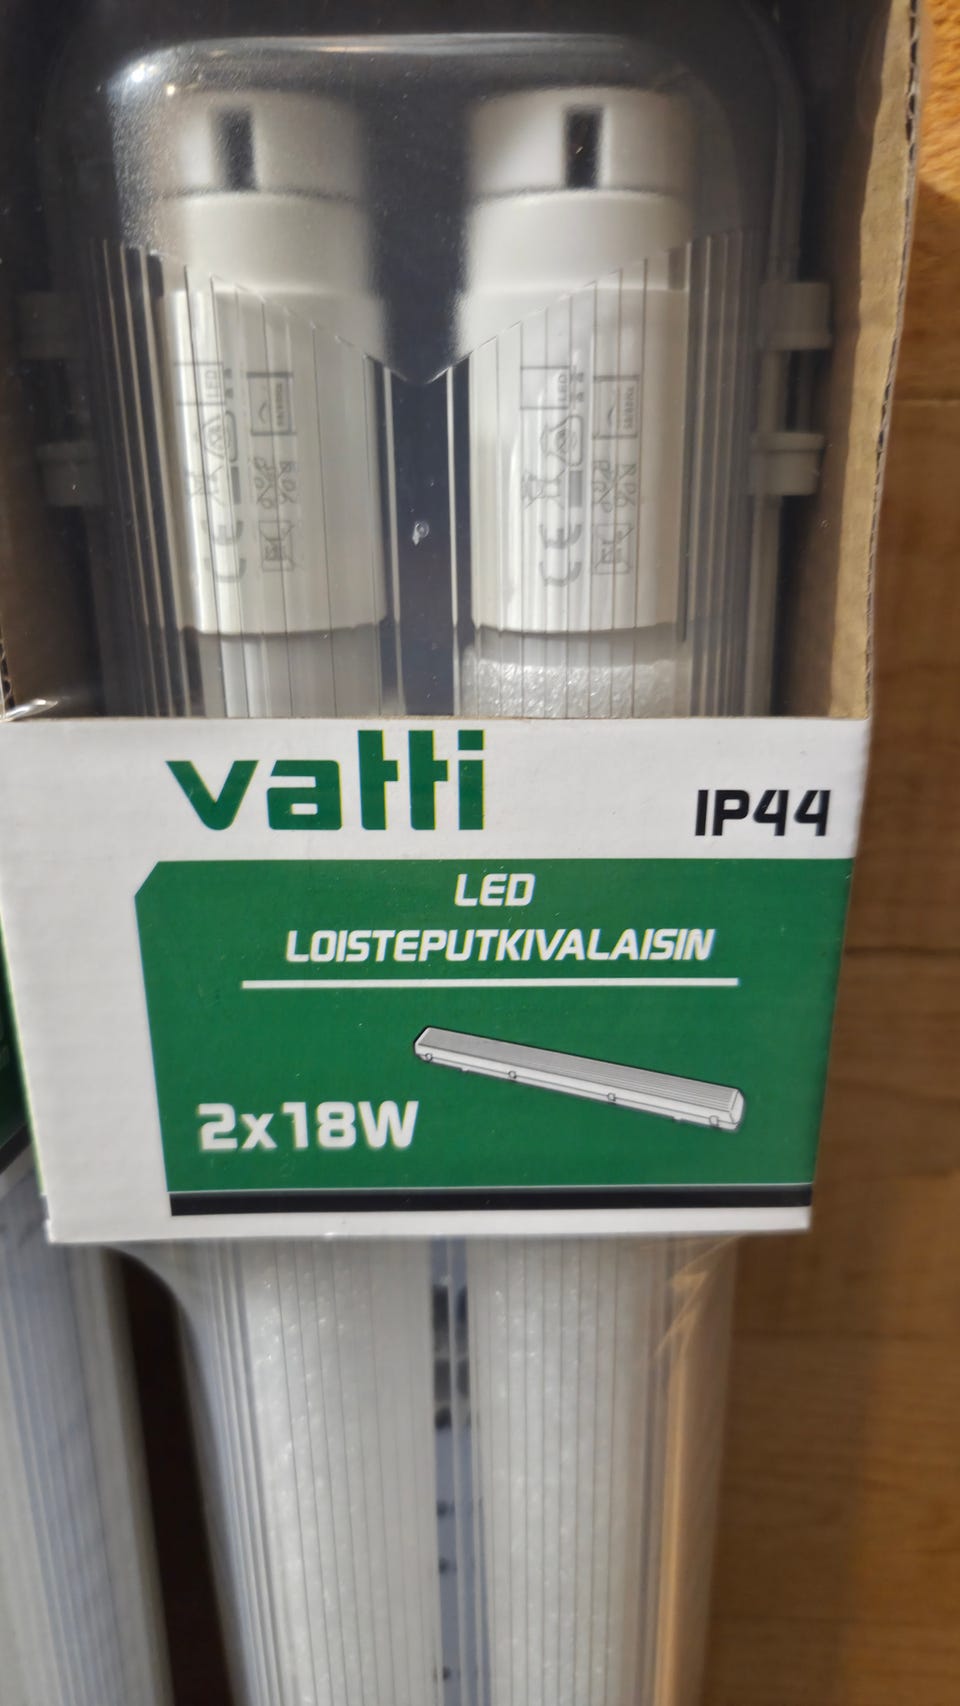 vatti
IP44
LED
LOISTEPUTKIVALAISIN
2x18W